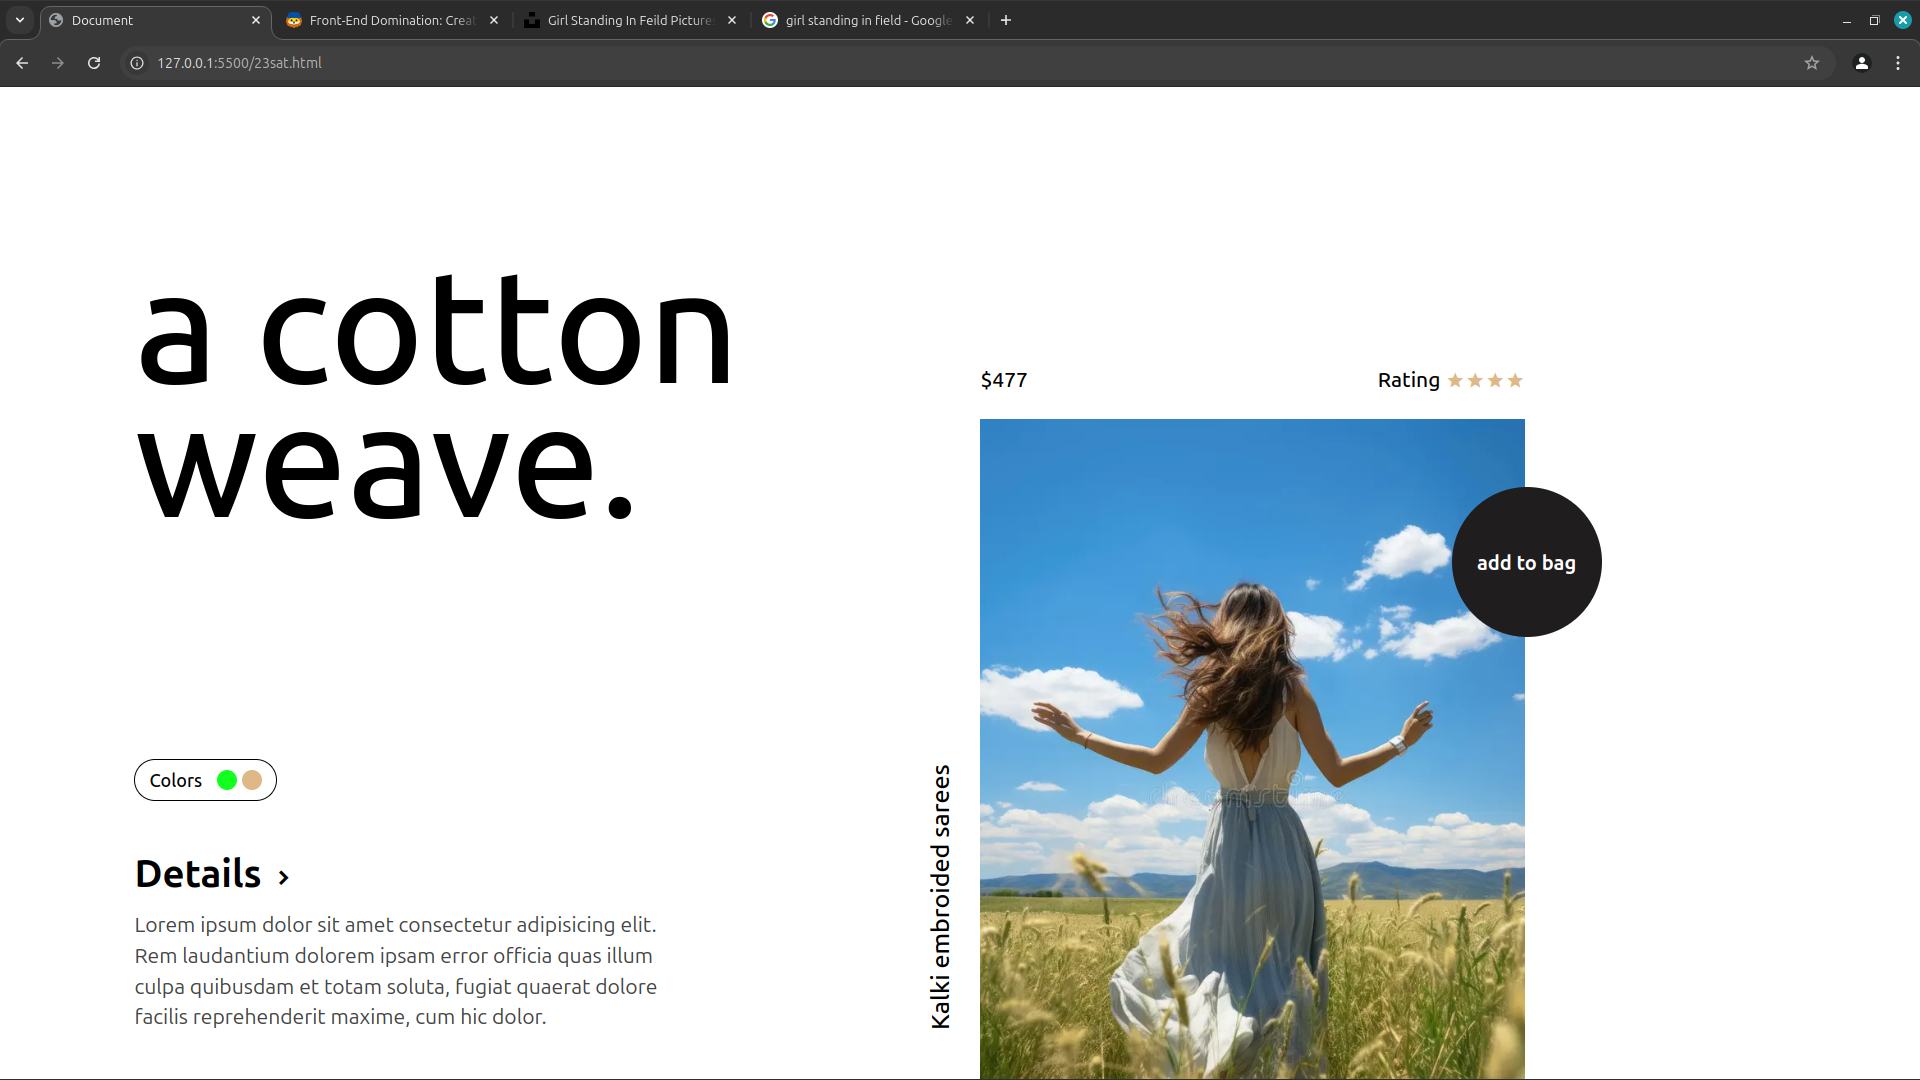 Document
Front-End Domination: Creat
Girl Standing In Feild Picture
girl standing in field - Google
127.0.0.1:5500/23sat.html
a cotton
weave.
$477
Rating
add to bag
Colors
Kalki embroided sarees
Details
Lorem ipsum dolor sit amet consectetur adipisicing elit.
Rem laudantium dolorem ipsam error officia quas illum
culpa quibusdam et totam soluta, fugiat quaerat dolore
facilis reprehenderit maxime, cum hic dolor.
dreamstime